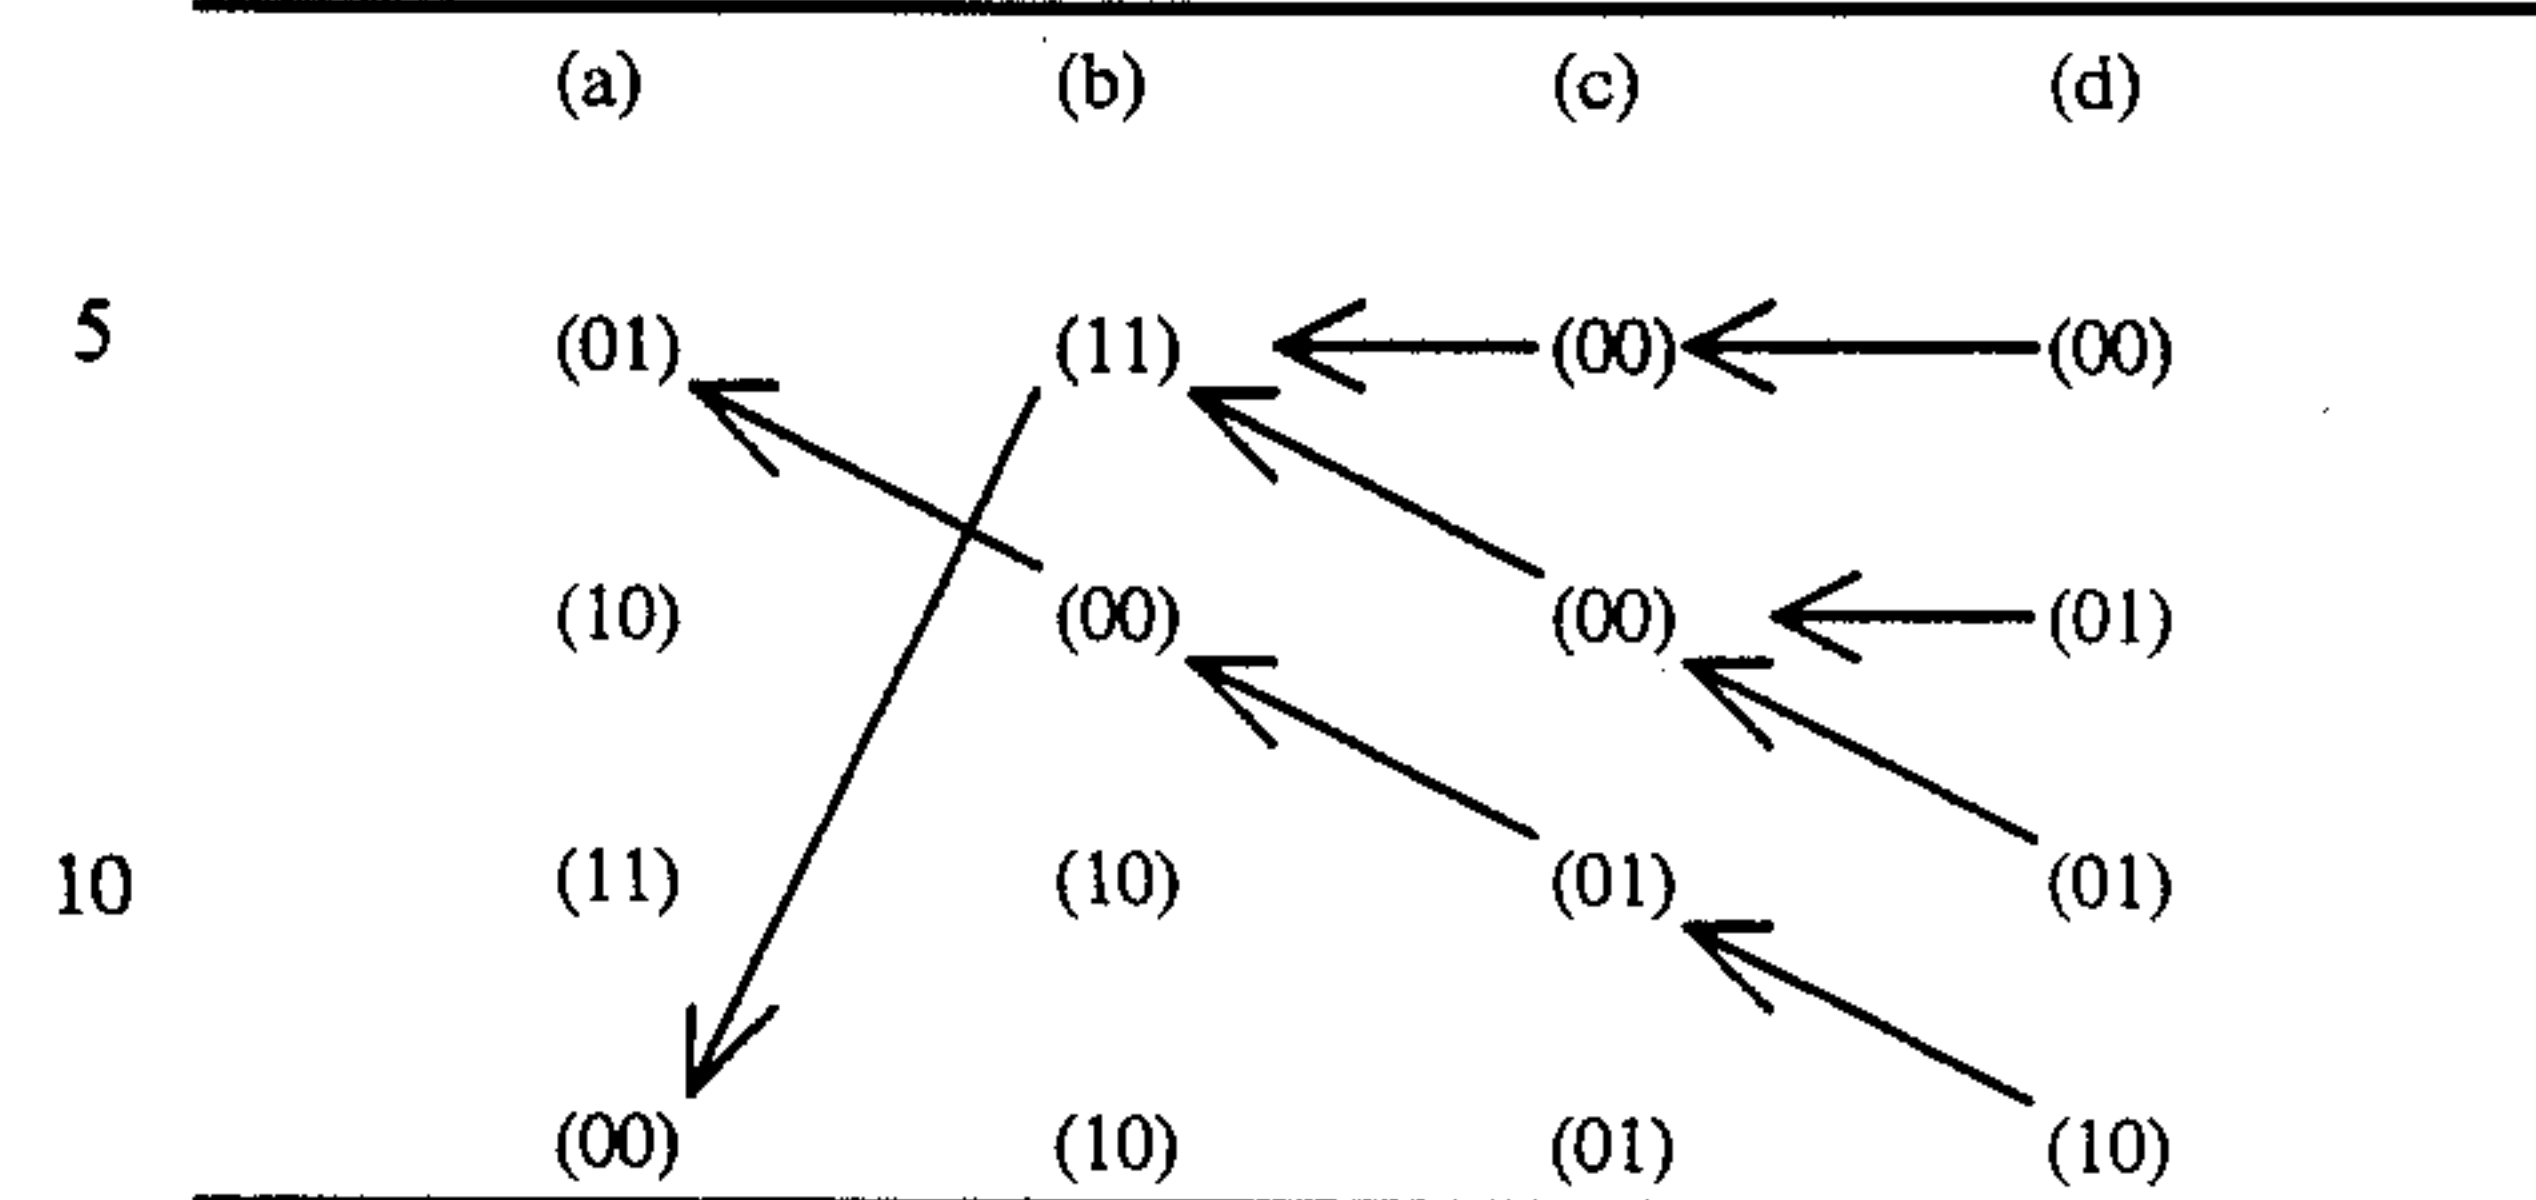 (a) (b) (c) (d)
5 (01) (11) (00) (00)
(10) (00) (00) (01)
10 (11) (10) (01) (01)
(00) (10) (01) (10)